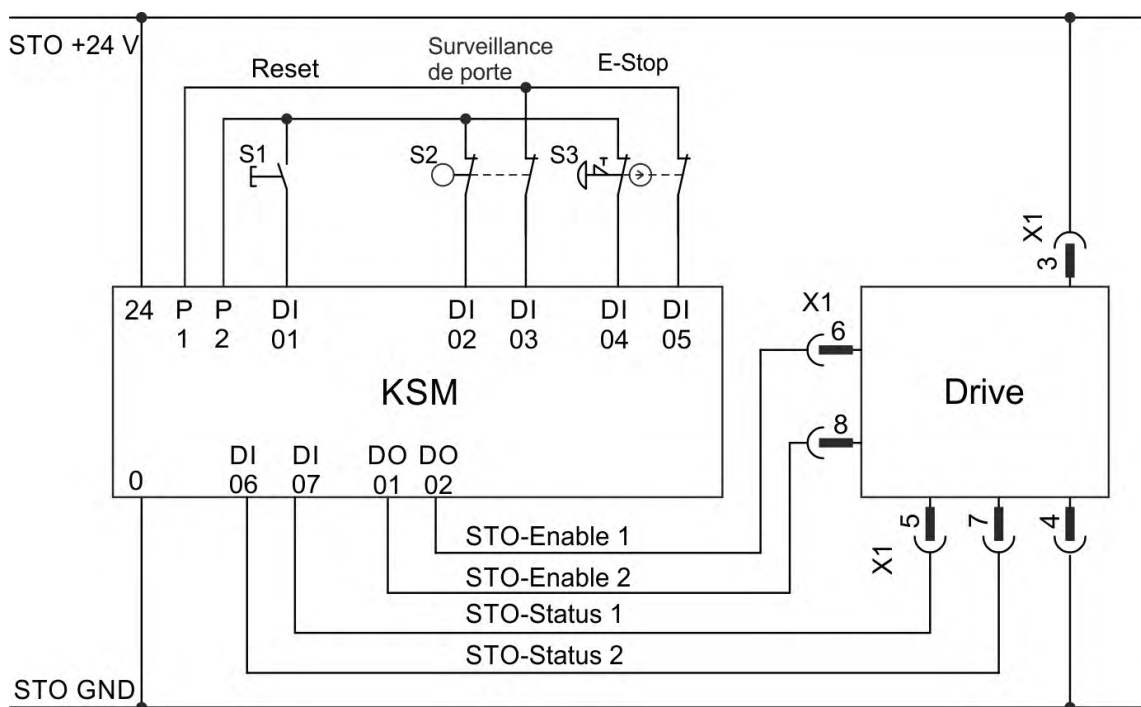 STO +24 V
Reset
Surveillance
de porte
E-Stop
S1
S2
S3
X1
3
24 P P DI DI DI DI DI
1 2 01 02 03 04 05
X1
6
KSM
Drive
8
DI DI DO DO
0 06 07 01 02
5 7 4
X1
STO-Enable 1
STO-Enable 2
STO-Status 1
STO-Status 2
STO GND